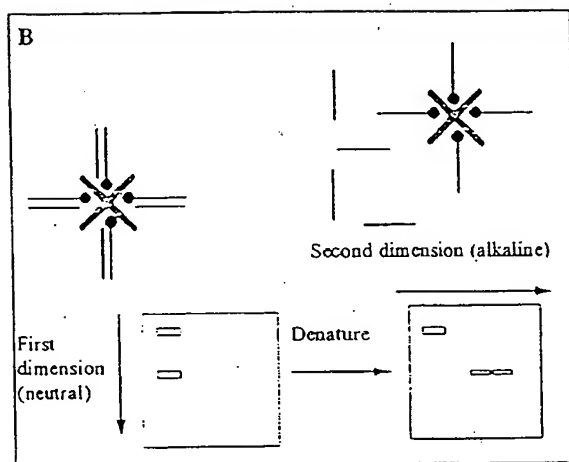 B
Second dimension (alkaline)
First
dimension
(neutral)
Denature